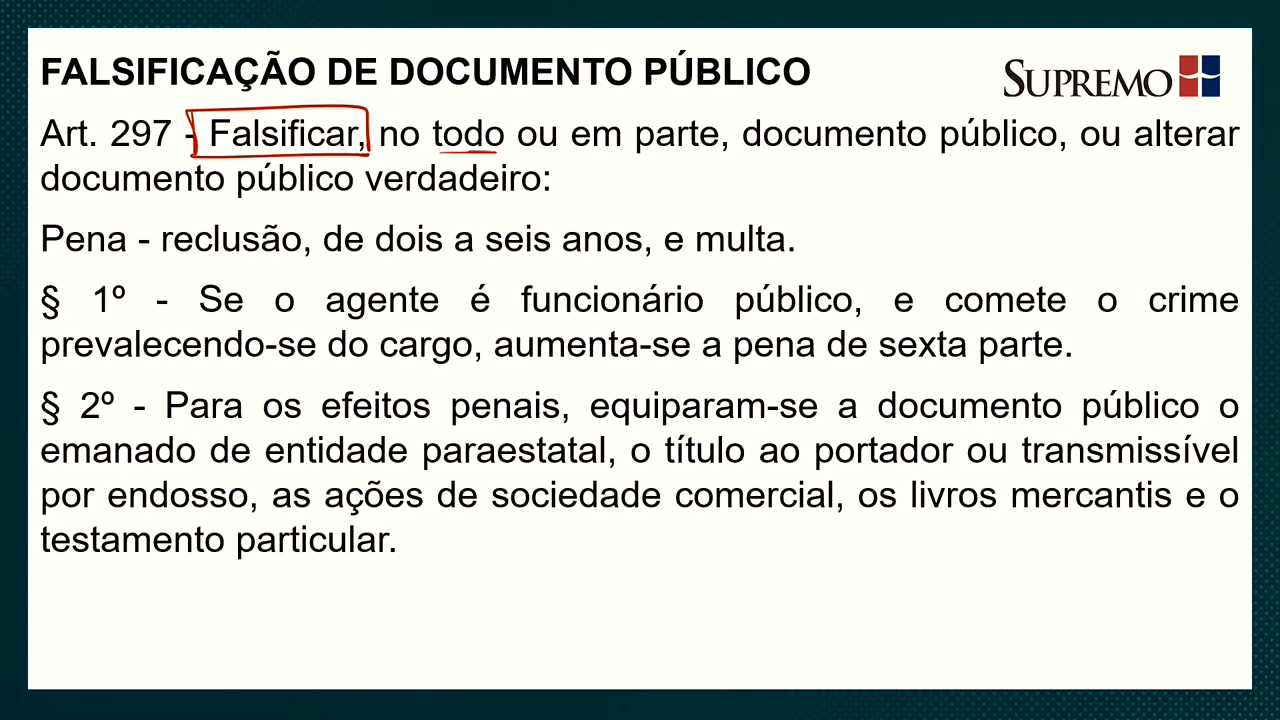 FALSIFICAÇÃO DE DOCUMENTO PÚBLICO
SUPREMO
Art. 297 - Falsificar, no todo ou em parte, documento público, ou alterar
documento público verdadeiro:
Pena - reclusão, de dois a seis anos, e multa.
§ 1º - Se o agente é funcionário público, e comete o crime
prevalecendo-se do cargo, aumenta-se a pena de sexta parte.
§ 2º - Para os efeitos penais, equiparam-se a documento público o
emanado de entidade paraestatal, o título ao portador ou transmissível
por endosso, as ações de sociedade comercial, os livros mercantis e o
testamento particular.